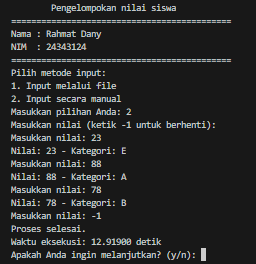 Pengelompokan nilai siswa
============================================
Nama : Rahmat Dany
NIM  : 24343124
============================================
Pilih metode input:
1. Input melalui file
2. Input secara manual
Masukkan pilihan Anda: 2
Masukkan nilai (ketik -1 untuk berhenti):
Masukkan nilai: 23
Nilai: 23 - Kategori: E
Masukkan nilai: 88
Nilai: 88 - Kategori: A
Masukkan nilai: 78
Nilai: 78 - Kategori: B
Masukkan nilai: -1
Proses selesai.
Waktu eksekusi: 12.91900 detik
Apakah Anda ingin melanjutkan? (y/n):